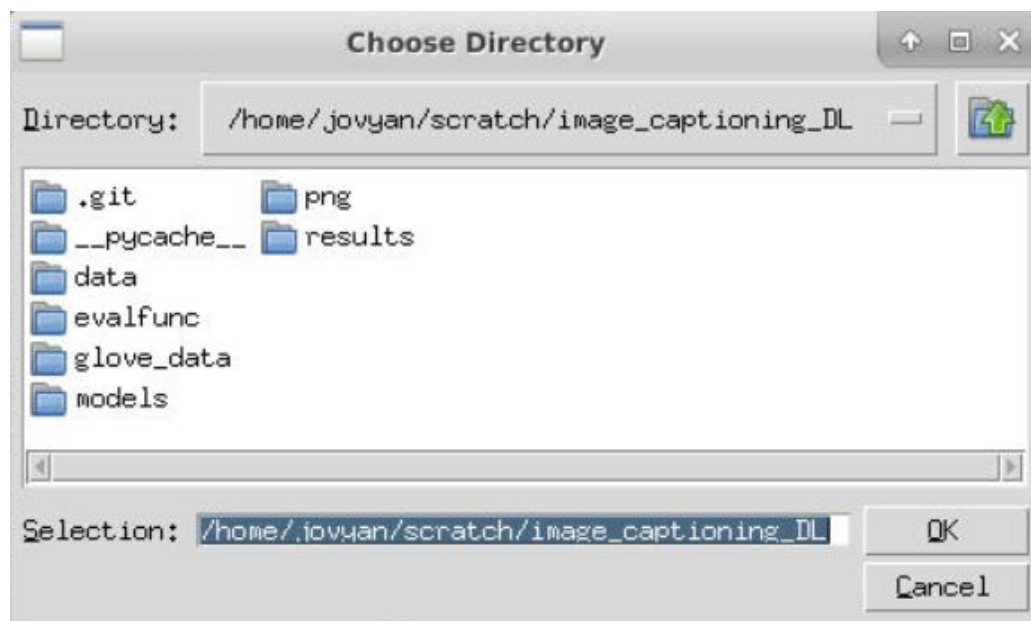 Choose Directory
Directory: /home/jovyan/scratch/image_captioning_DL
.git png
__pycache__ results
data
evalfunc
glove_data
models
Selection: /home/jovyan/scratch/image_captioning_DL OK
Cancel